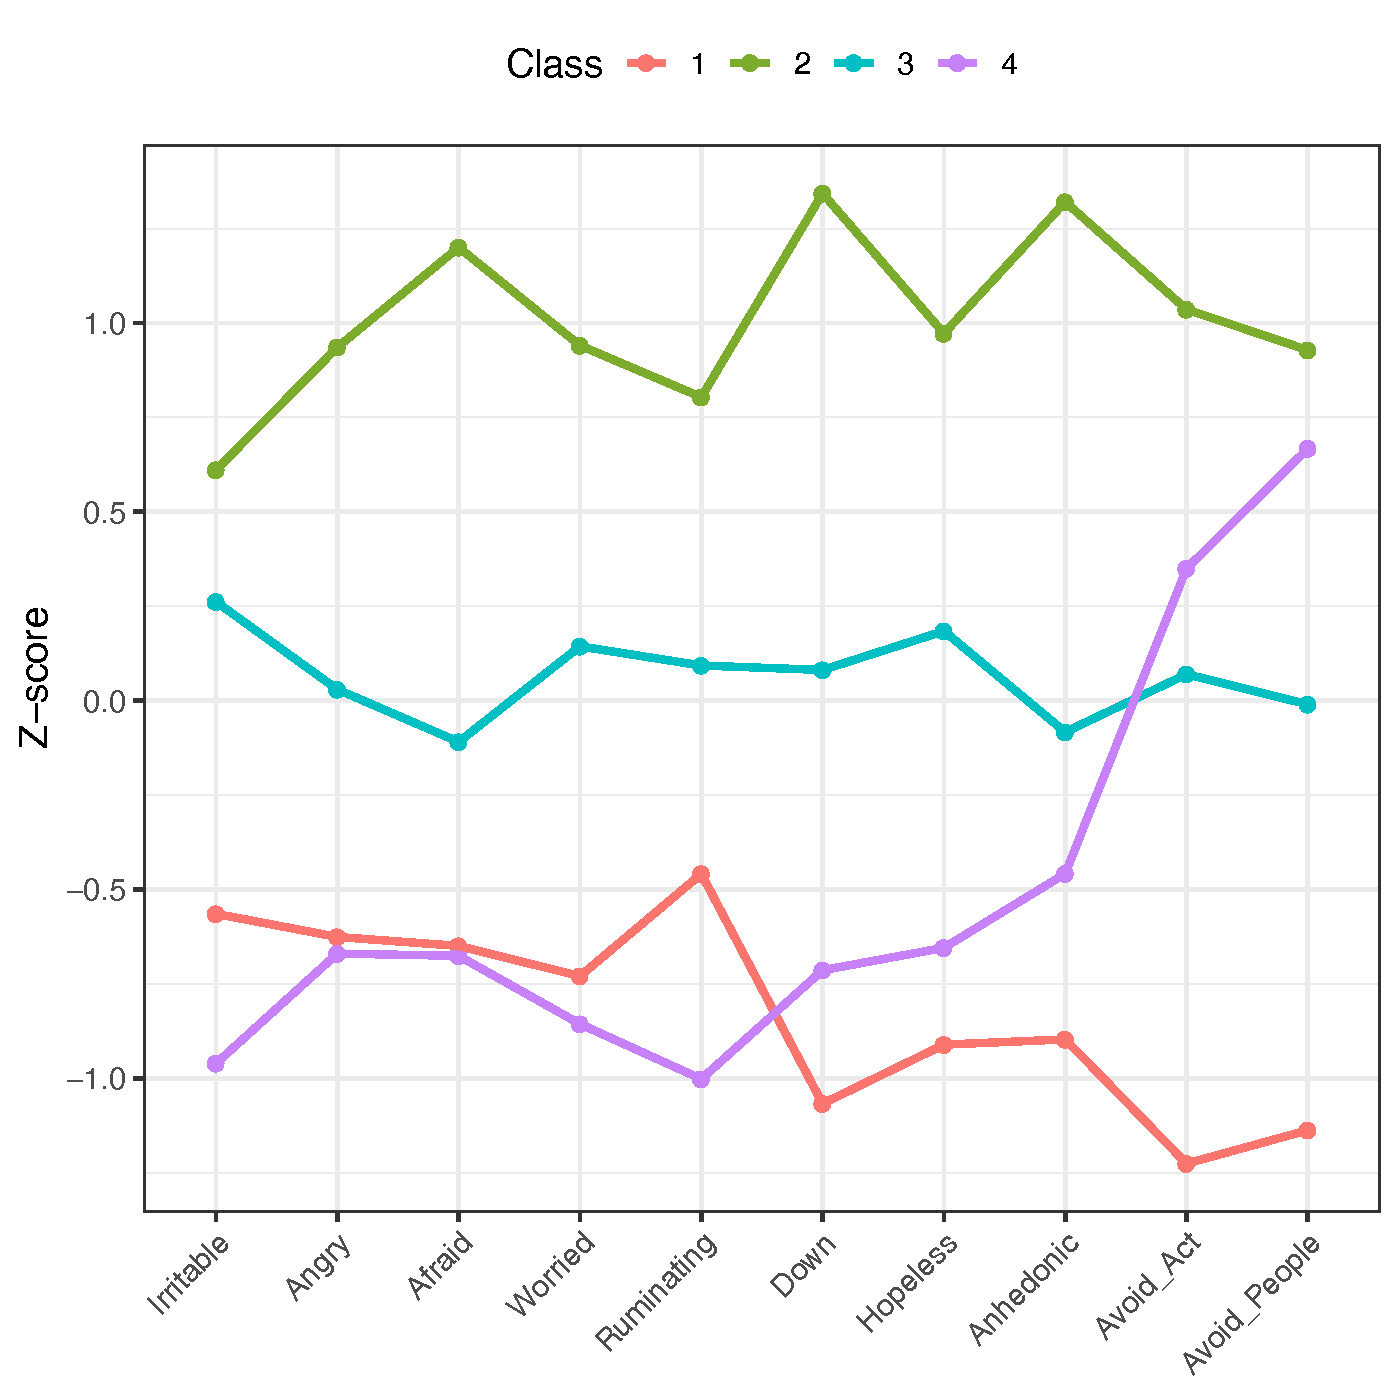 Class 1 2 3 4
Z−score
1.0
0.5
0.0
−0.5
−1.0
Irritable
Angry
Afraid
Worried
Ruminating
Down
Hopeless
Anhedonic
Avoid_Act
Avoid_People